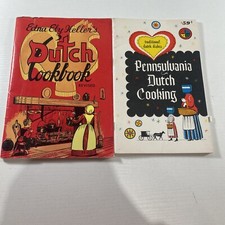 Edna Eby Heller's
Dutch
Cookbook
traditional
dutch dishes
Pennsylvania
Dutch
Cooking